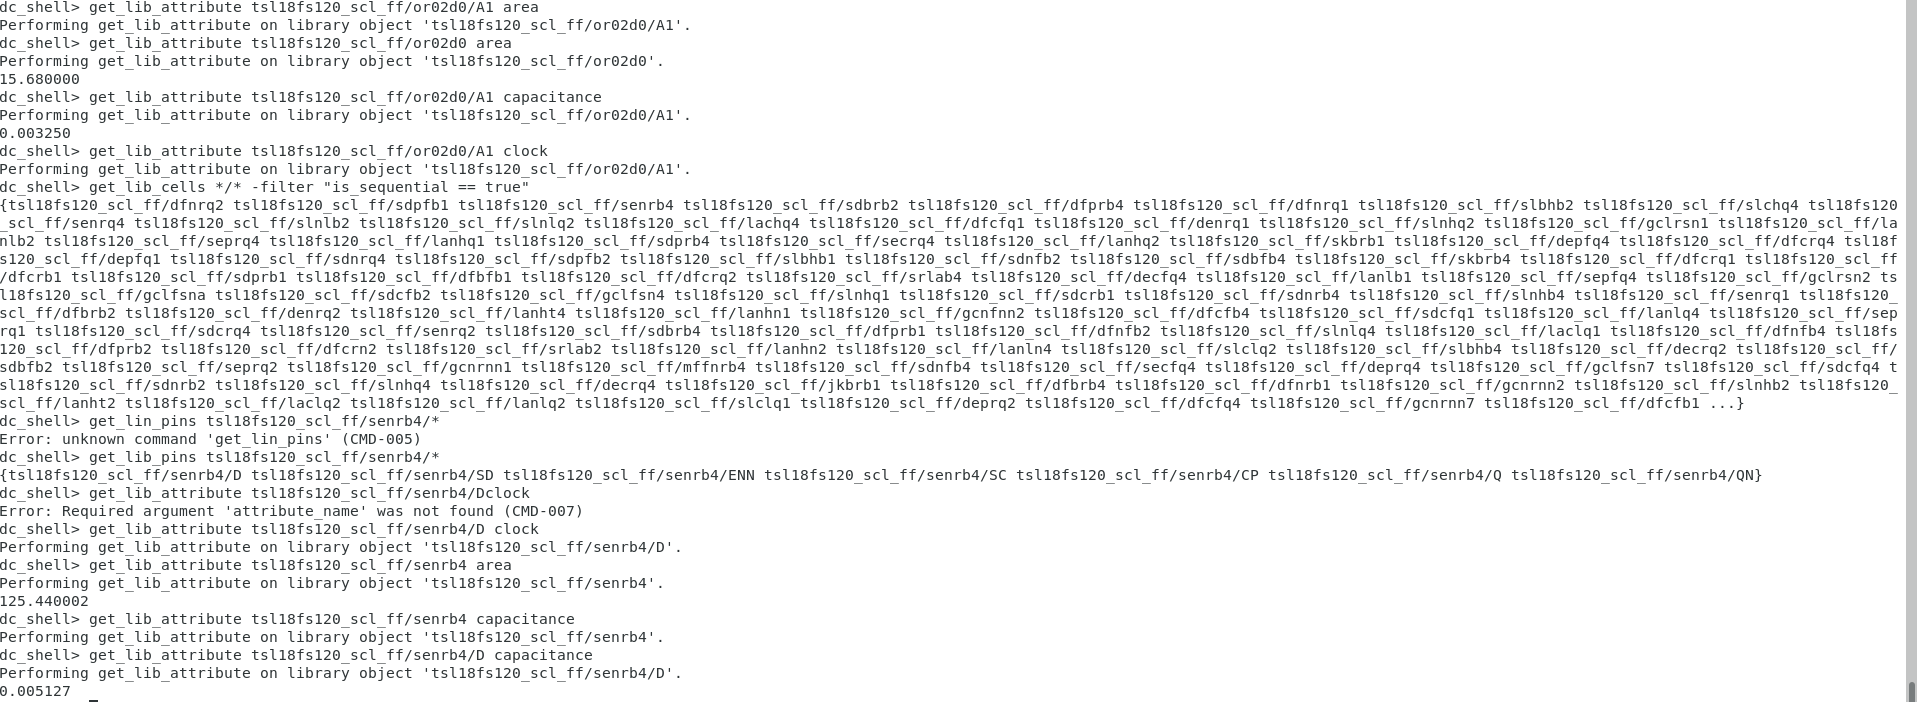 dc_shell> get_lib_attribute tsl18fs120_scl_ff/or02d0/A1 area
Performing get_lib_attribute on library object 'tsl18fs120_scl_ff/or02d0/A1'.
dc_shell> get_lib_attribute tsl18fs120_scl_ff/or02d0 area
Performing get_lib_attribute on library object 'tsl18fs120_scl_ff/or02d0'.
15.680000
dc_shell> get_lib_attribute tsl18fs120_scl_ff/or02d0/A1 capacitance
Performing get_lib_attribute on library object 'tsl18fs120_scl_ff/or02d0/A1'.
0.003250
dc_shell> get_lib_attribute tsl18fs120_scl_ff/or02d0/A1 clock
Performing get_lib_attribute on library object 'tsl18fs120_scl_ff/or02d0/A1'.
dc_shell> get_lib_cells */* -filter "is_sequential == true"
{tsl18fs120_scl_ff/dfnrq2 tsl18fs120_scl_ff/sdpfb1 tsl18fs120_scl_ff/senrb4 tsl18fs120_scl_ff/sdbrb2 tsl18fs120_scl_ff/dfprb4 tsl18fs120_scl_ff/dfnrq1 tsl18fs120_scl_ff/slbhb2 tsl18fs120_scl_ff/slchq4 tsl18fs120
_scl_ff/senrq4 tsl18fs120_scl_ff/slnlb2 tsl18fs120_scl_ff/slnlq2 tsl18fs120_scl_ff/lachq4 tsl18fs120_scl_ff/dfcfq1 tsl18fs120_scl_ff/denrq1 tsl18fs120_scl_ff/slnhq2 tsl18fs120_scl_ff/gclrsn1 tsl18fs120_scl_ff/la
nlb2 tsl18fs120_scl_ff/seprq4 tsl18fs120_scl_ff/lanhq1 tsl18fs120_scl_ff/sdprb4 tsl18fs120_scl_ff/secrq4 tsl18fs120_scl_ff/lanhq2 tsl18fs120_scl_ff/skbrb1 tsl18fs120_scl_ff/depfq4 tsl18fs120_scl_ff/dfcrq4 tsl18f
s120_scl_ff/depfq1 tsl18fs120_scl_ff/sdnrq4 tsl18fs120_scl_ff/sdpfb2 tsl18fs120_scl_ff/slbhb1 tsl18fs120_scl_ff/sdnfb2 tsl18fs120_scl_ff/sdbfb4 tsl18fs120_scl_ff/skbrb4 tsl18fs120_scl_ff/dfcrq1 tsl18fs120_scl_ff
/dfcrb1 tsl18fs120_scl_ff/sdprb1 tsl18fs120_scl_ff/dfbfb1 tsl18fs120_scl_ff/dfcrq2 tsl18fs120_scl_ff/srlab4 tsl18fs120_scl_ff/decfq4 tsl18fs120_scl_ff/lanlb1 tsl18fs120_scl_ff/sepfq4 tsl18fs120_scl_ff/gclrsn2 ts
l18fs120_scl_ff/gclfsna tsl18fs120_scl_ff/sdcfb2 tsl18fs120_scl_ff/gclfsn4 tsl18fs120_scl_ff/slnhq1 tsl18fs120_scl_ff/sdcrb1 tsl18fs120_scl_ff/sdnrb4 tsl18fs120_scl_ff/slnhb4 tsl18fs120_scl_ff/senrq1 tsl18fs120_
scl_ff/dfbrb2 tsl18fs120_scl_ff/denrq2 tsl18fs120_scl_ff/lanht4 tsl18fs120_scl_ff/lanhn1 tsl18fs120_scl_ff/gcnfnn2 tsl18fs120_scl_ff/dfcfb4 tsl18fs120_scl_ff/sdcfq1 tsl18fs120_scl_ff/lanlq4 tsl18fs120_scl_ff/sep
rq1 tsl18fs120_scl_ff/sdcrq4 tsl18fs120_scl_ff/senrq2 tsl18fs120_scl_ff/sdbrb4 tsl18fs120_scl_ff/dfprb1 tsl18fs120_scl_ff/dfnfb2 tsl18fs120_scl_ff/slnlq4 tsl18fs120_scl_ff/laclq1 tsl18fs120_scl_ff/dfnfb4 tsl18fs
120_scl_ff/dfprb2 tsl18fs120_scl_ff/dfcrn2 tsl18fs120_scl_ff/srlab2 tsl18fs120_scl_ff/lanhn2 tsl18fs120_scl_ff/lanln4 tsl18fs120_scl_ff/slclq2 tsl18fs120_scl_ff/slbhb4 tsl18fs120_scl_ff/decrq2 tsl18fs120_scl_ff/
sdbfb2 tsl18fs120_scl_ff/seprq2 tsl18fs120_scl_ff/gcnrnn1 tsl18fs120_scl_ff/mffnrb4 tsl18fs120_scl_ff/sdnfb4 tsl18fs120_scl_ff/secfq4 tsl18fs120_scl_ff/deprq4 tsl18fs120_scl_ff/gclfsn7 tsl18fs120_scl_ff/sdcfq4 t
sl18fs120_scl_ff/sdnrb2 tsl18fs120_scl_ff/slnhq4 tsl18fs120_scl_ff/decrq4 tsl18fs120_scl_ff/jkbrb1 tsl18fs120_scl_ff/dfbrb4 tsl18fs120_scl_ff/dfnrb1 tsl18fs120_scl_ff/gcnrnn2 tsl18fs120_scl_ff/slnhb2 tsl18fs120_
scl_ff/lanht2 tsl18fs120_scl_ff/laclq2 tsl18fs120_scl_ff/lanlq2 tsl18fs120_scl_ff/slclq1 tsl18fs120_scl_ff/deprq2 tsl18fs120_scl_ff/dfcfq4 tsl18fs120_scl_ff/gcnrnn7 tsl18fs120_scl_ff/dfcfb1 ...}
dc_shell> get_lin_pins tsl18fs120_scl_ff/senrb4/*
Error: unknown command 'get_lin_pins' (CMD-005)
dc_shell> get_lib_pins tsl18fs120_scl_ff/senrb4/*
{tsl18fs120_scl_ff/senrb4/D tsl18fs120_scl_ff/senrb4/SD tsl18fs120_scl_ff/senrb4/ENN tsl18fs120_scl_ff/senrb4/SC tsl18fs120_scl_ff/senrb4/CP tsl18fs120_scl_ff/senrb4/Q tsl18fs120_scl_ff/senrb4/QN}
dc_shell> get_lib_attribute tsl18fs120_scl_ff/senrb4/Dclock
Error: Required argument 'attribute_name' was not found (CMD-007)
dc_shell> get_lib_attribute tsl18fs120_scl_ff/senrb4/D clock
Performing get_lib_attribute on library object 'tsl18fs120_scl_ff/senrb4/D'.
dc_shell> get_lib_attribute tsl18fs120_scl_ff/senrb4 area
Performing get_lib_attribute on library object 'tsl18fs120_scl_ff/senrb4'.
125.440002
dc_shell> get_lib_attribute tsl18fs120_scl_ff/senrb4 capacitance
Performing get_lib_attribute on library object 'tsl18fs120_scl_ff/senrb4'.
dc_shell> get_lib_attribute tsl18fs120_scl_ff/senrb4/D capacitance
Performing get_lib_attribute on library object 'tsl18fs120_scl_ff/senrb4/D'.
0.005127